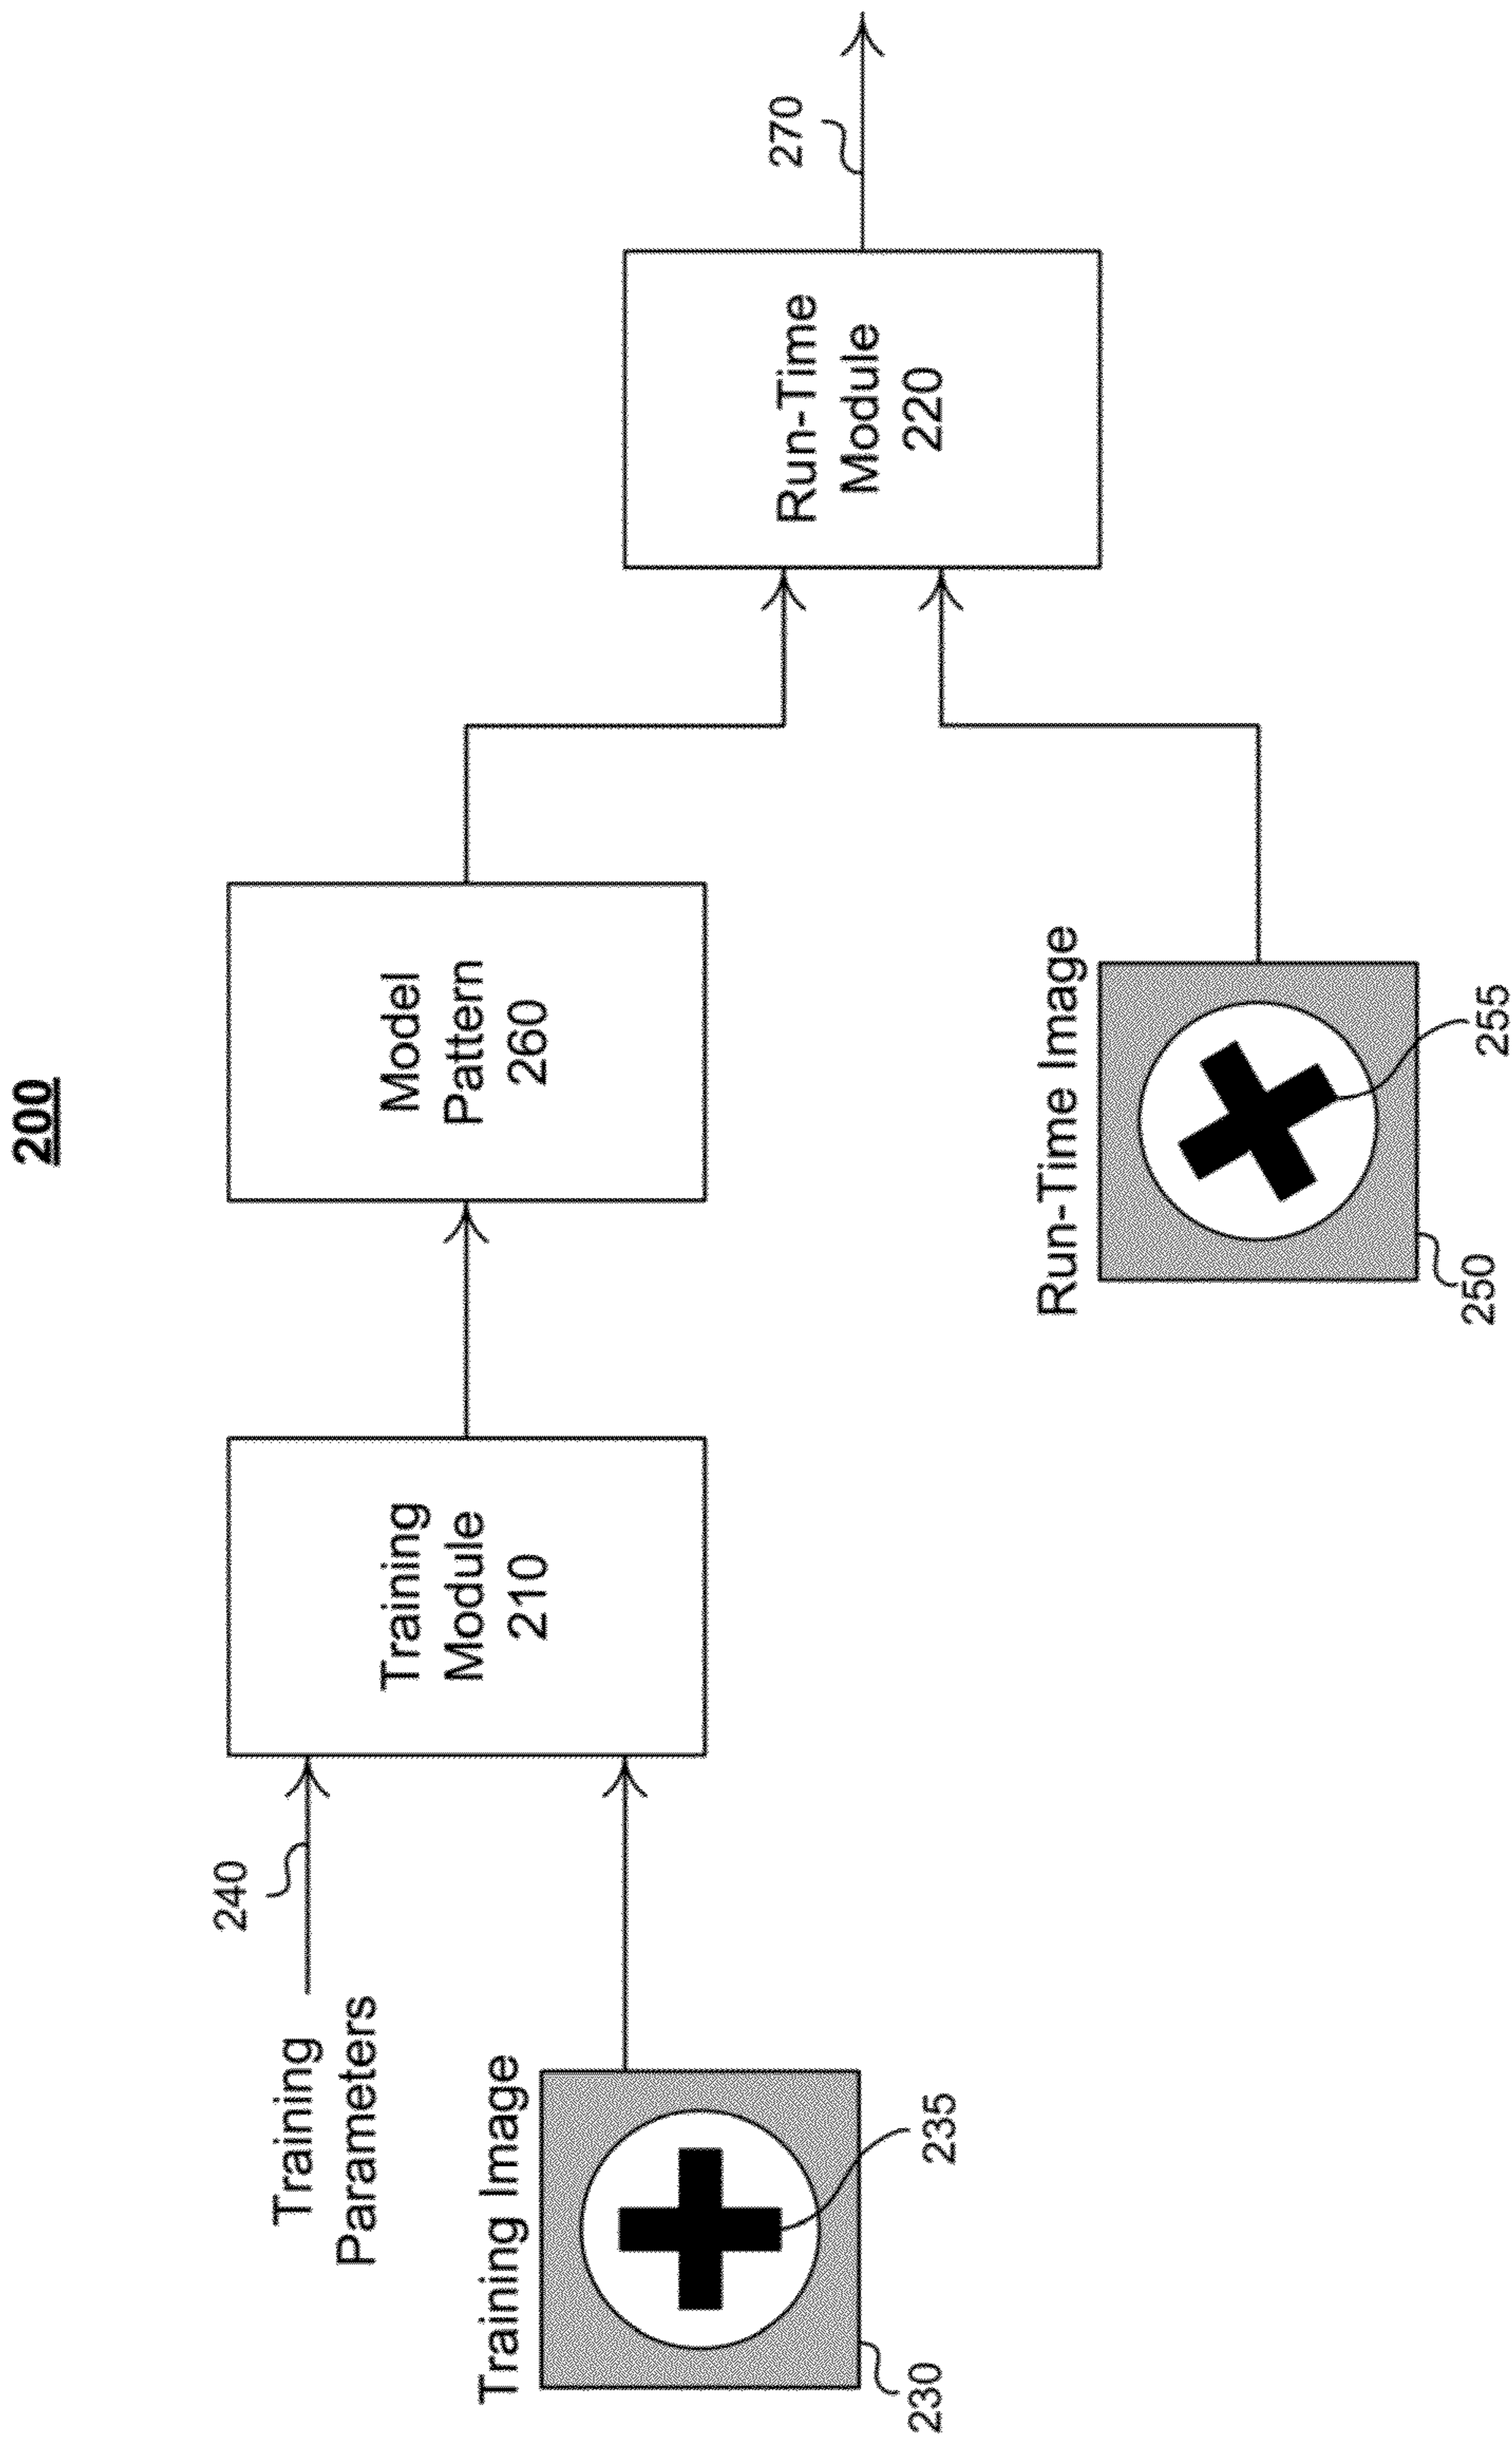 200
Training
Parameters
240
Training Image
230
235
Training
Module
210
Model
Pattern
260
Run-Time Image
250
255
Run-Time
Module
220
270